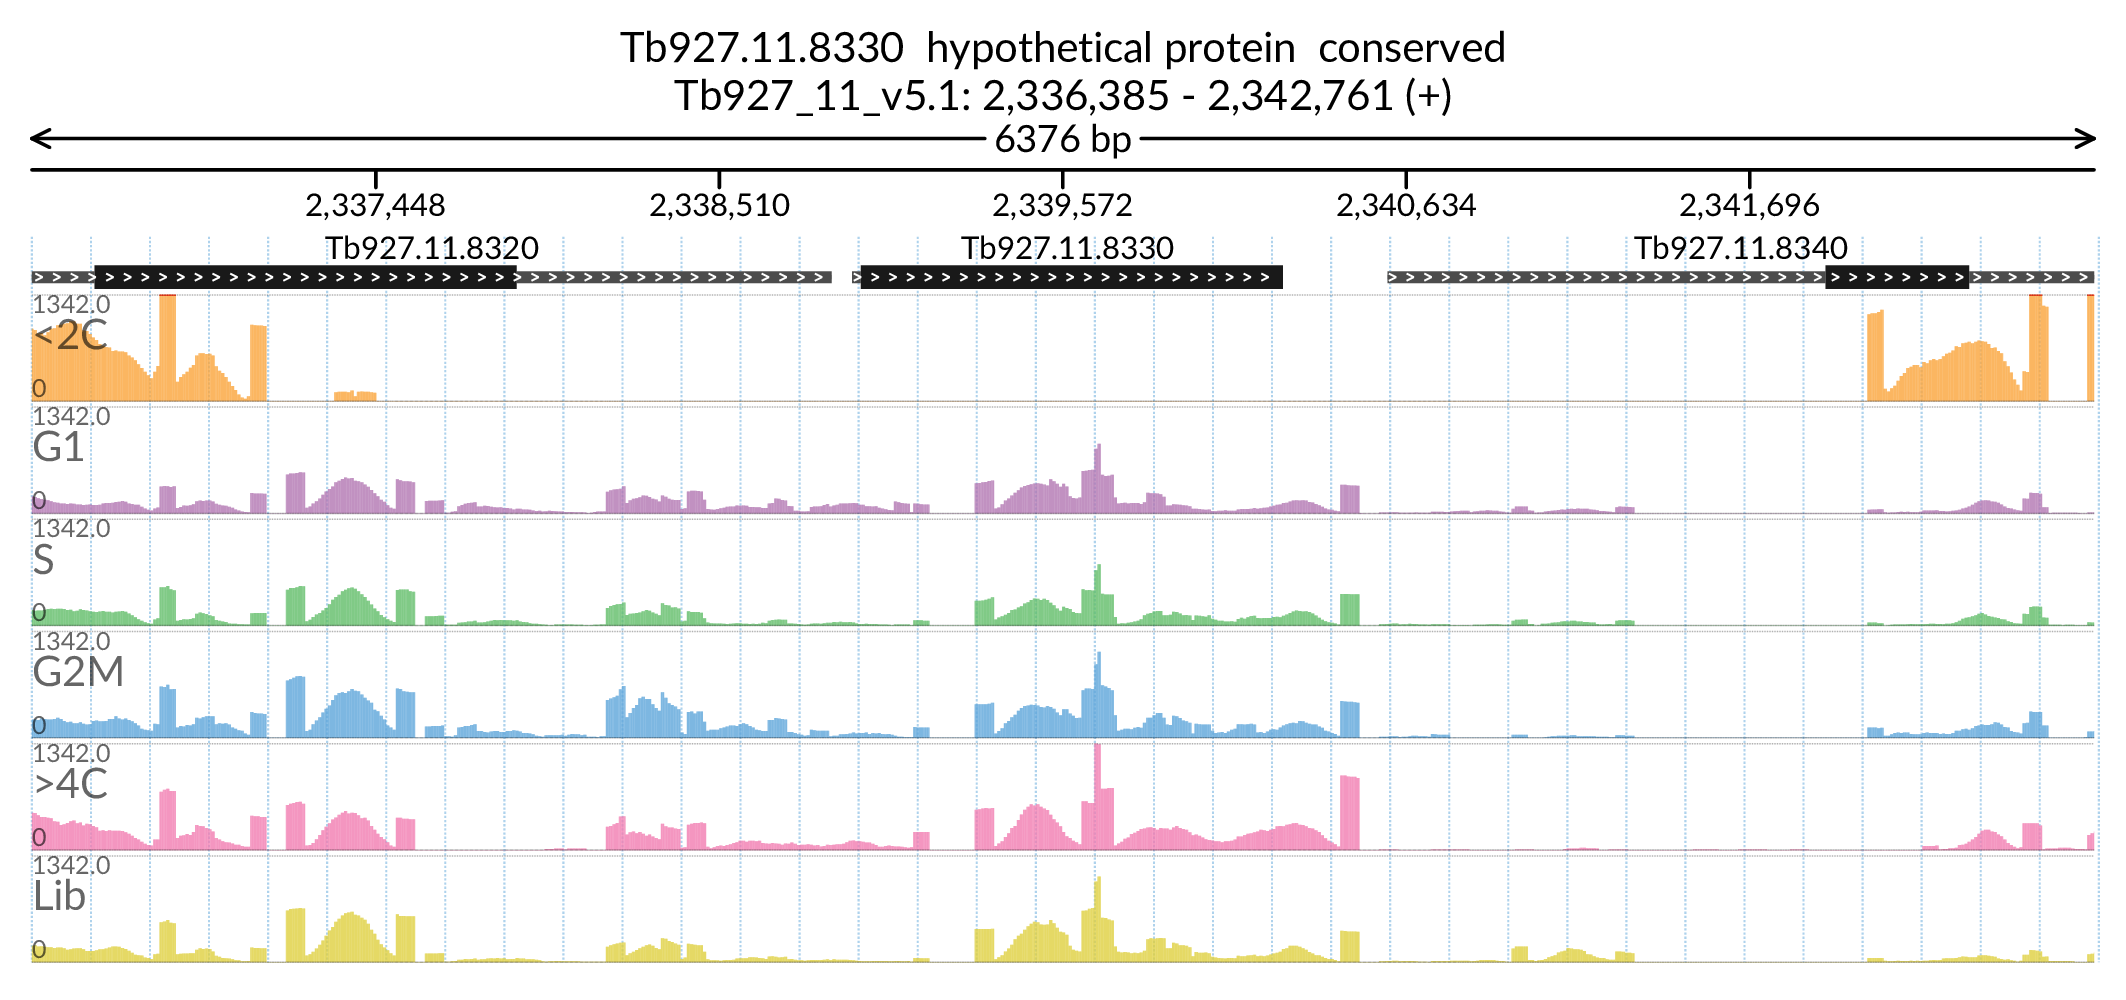 Tb927.11.8330 hypothetical protein conserved
Tb927_11_v5.1: 2,336,385 - 2,342,761 (+)
6376 bp
2,337,448 2,338,510 2,339,572 2,340,634 2,341,696
Tb927.11.8320 Tb927.11.8330 Tb927.11.8340
1342.0
<2C
0
1342.0
G1
0
1342.0
S
0
1342.0
G2M
0
1342.0
>4C
0
1342.0
Lib
0